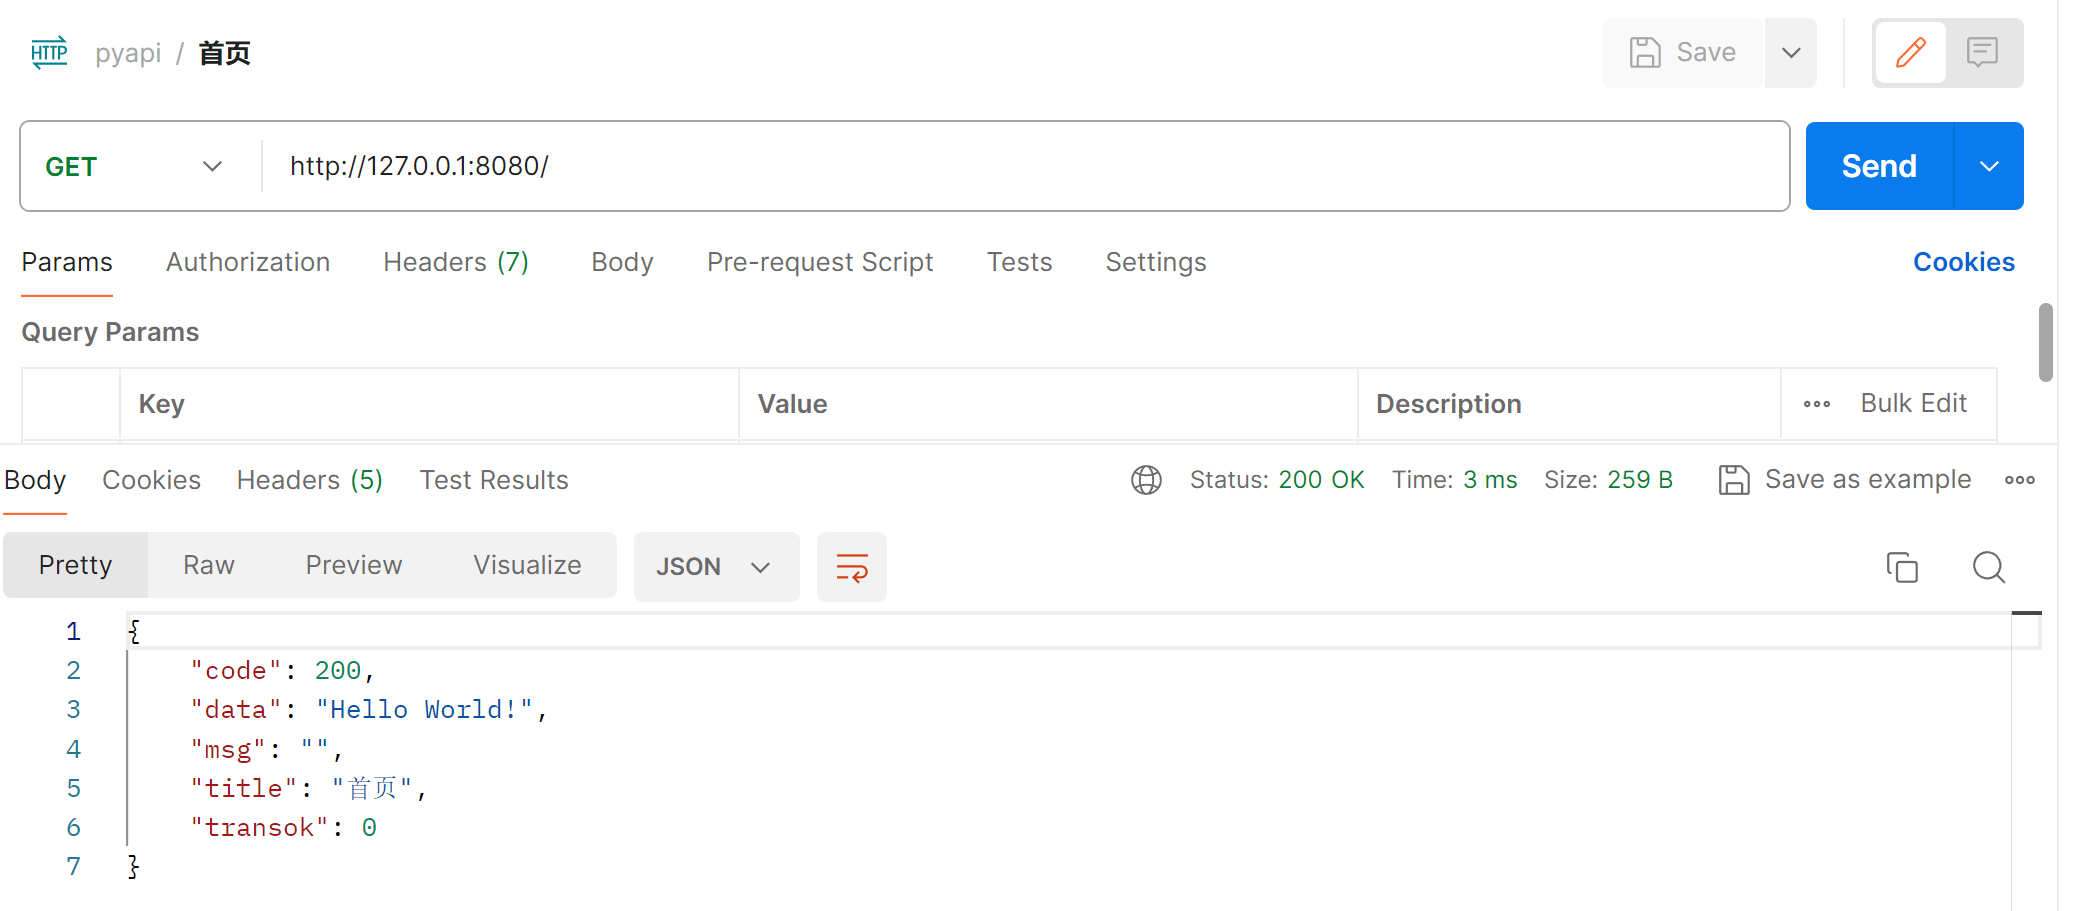 HTTP pyapi / 首页 Save
GET http://127.0.0.1:8080/ Send
Params Authorization Headers (7) Body Pre-request Script Tests Settings Cookies
Query Params
Key Value Description Bulk Edit
Body Cookies Headers (5) Test Results Status: 200 OK Time: 3 ms Size: 259 B Save as example
Pretty Raw Preview Visualize JSON
1 {
2 "code": 200,
3 "data": "Hello World!",
4 "msg": "",
5 "title": "首页",
6 "transok": 0
7 }